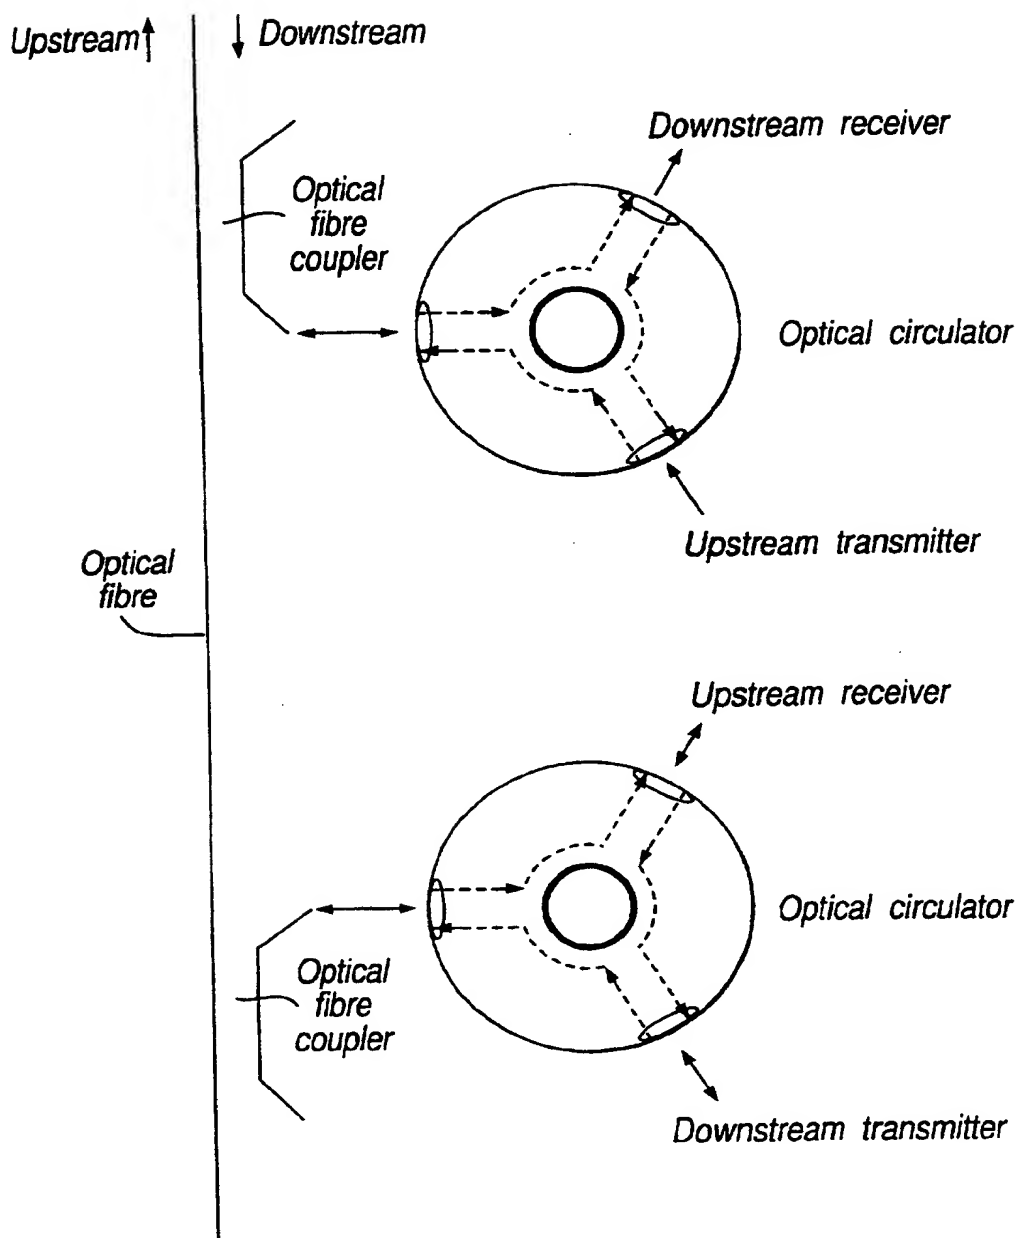 Upstream
Downstream
Downstream receiver
Optical
fibre
coupler
Optical circulator
Upstream transmitter
Optical
fibre
Upstream receiver
Optical circulator
Optical
fibre
coupler
Downstream transmitter